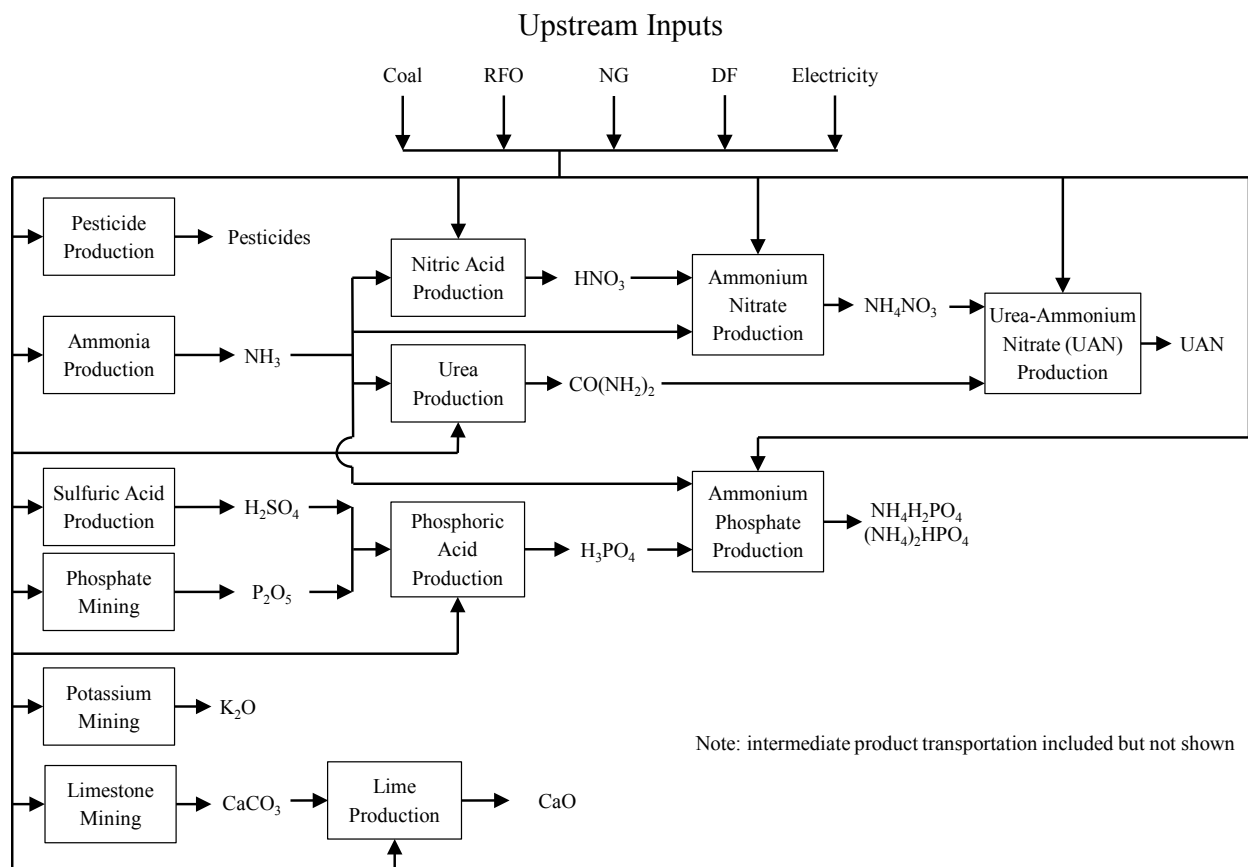 Upstream Inputs
Coal RFO NG DF Electricity
Pesticide
Production
Pesticides
Nitric Acid
Production
HNO₃
Ammonium
Nitrate
Production
NH₄NO₃
Urea-Ammonium
Nitrate (UAN)
Production
UAN
Ammonia
Production
NH₃
Urea
Production
CO(NH₂)₂
Sulfuric Acid
Production
H₂SO₄
Phosphate
Mining
P₂O₅
Phosphoric
Acid
Production
H₃PO₄
Ammonium
Phosphate
Production
NH₄H₂PO₄
(NH₄)₂HPO₄
Potassium
Mining
K₂O
Note: intermediate product transportation included but not shown
Limestone
Mining
CaCO₃
Lime
Production
CaO